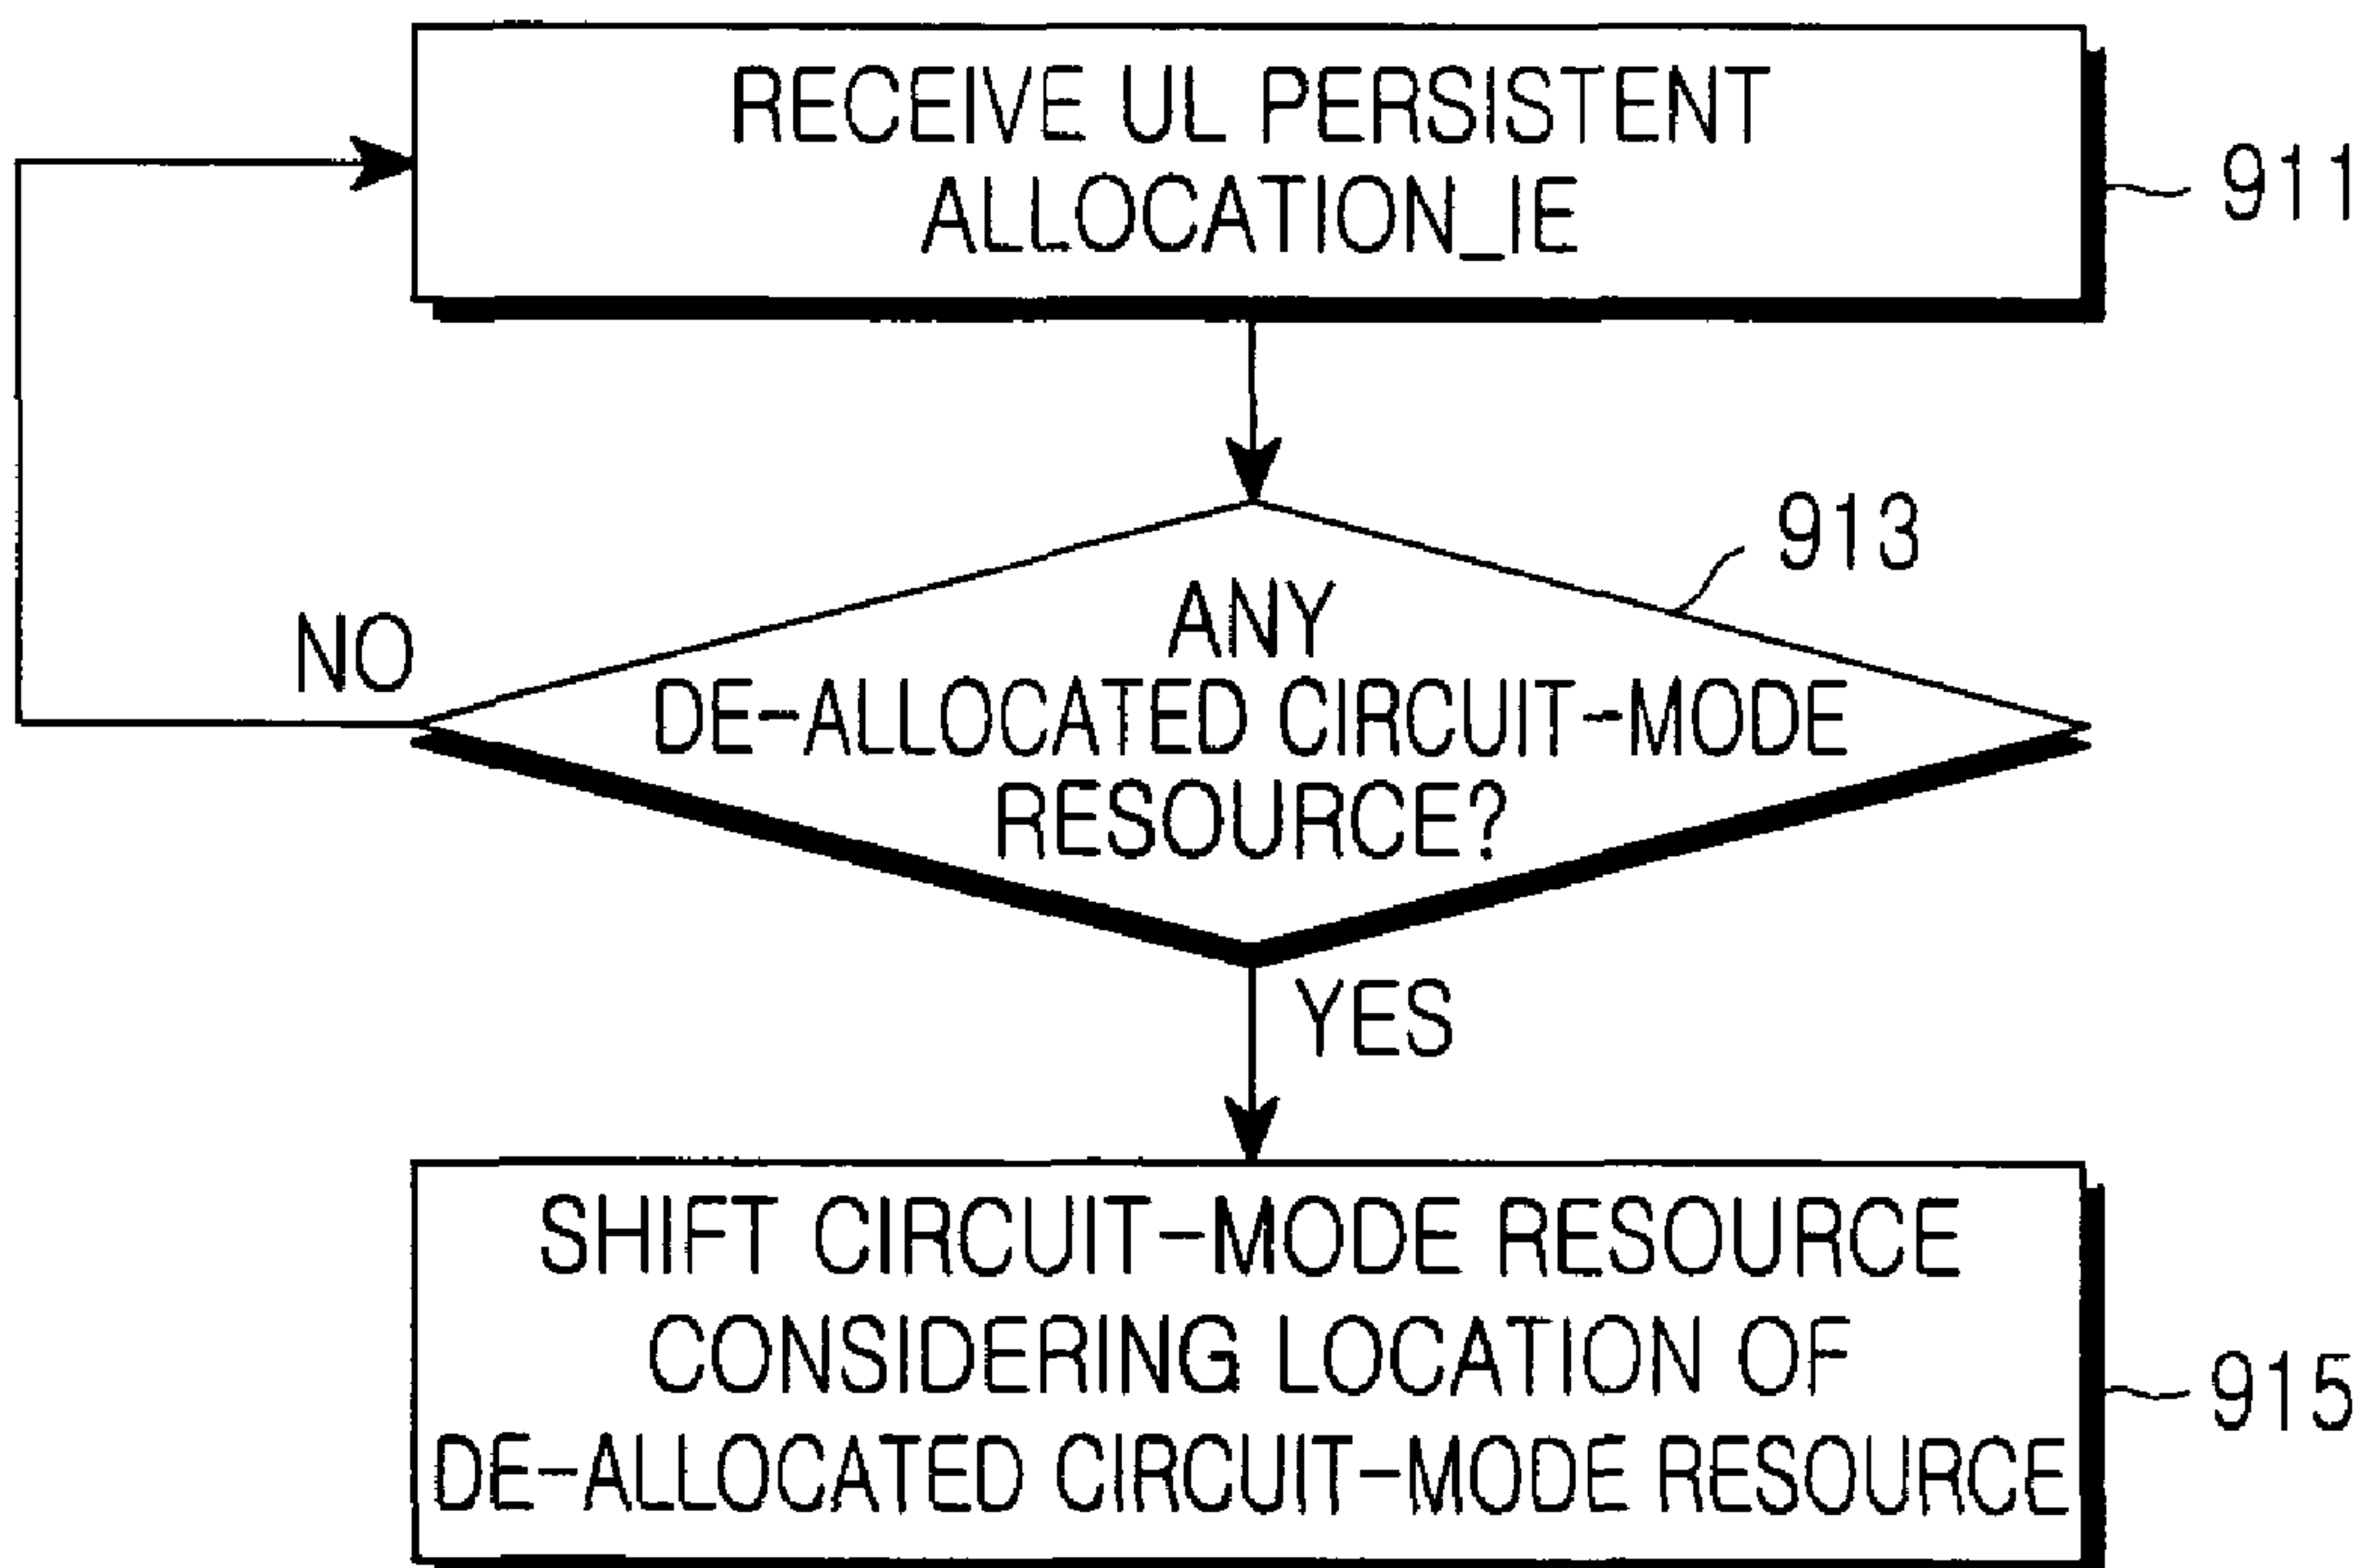 RECEIVE UL PERSISTENT
ALLOCATION_IE
911
913
ANY
DE-ALLOCATED CIRCUIT-MODE
RESOURCE?
NO
YES
SHIFT CIRCUIT-MODE RESOURCE
CONSIDERING LOCATION OF
DE-ALLOCATED CIRCUIT-MODE RESOURCE
915